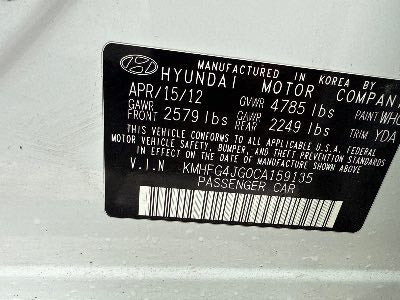 MANUFACTURED IN KOREA BY
HYUNDAI MOTOR COMPANY
APR/15/12 GVWR 4785 lbs PAINT WHC
GAWR FRONT 2579 lbs GAWR REAR 2249 lbs TRIM YDA
THIS VEHICLE CONFORMS TO ALL APPLICABLE U.S.A. FEDERAL
MOTOR VEHICLE SAFETY, BUMPER, AND THEFT PREVENTION
STANDARDS IN EFFECT ON THE DATE OF MANUFACTURE SHOWN ABOVE
V.I.N KMHFG4JG0CA159135
PASSENGER CAR